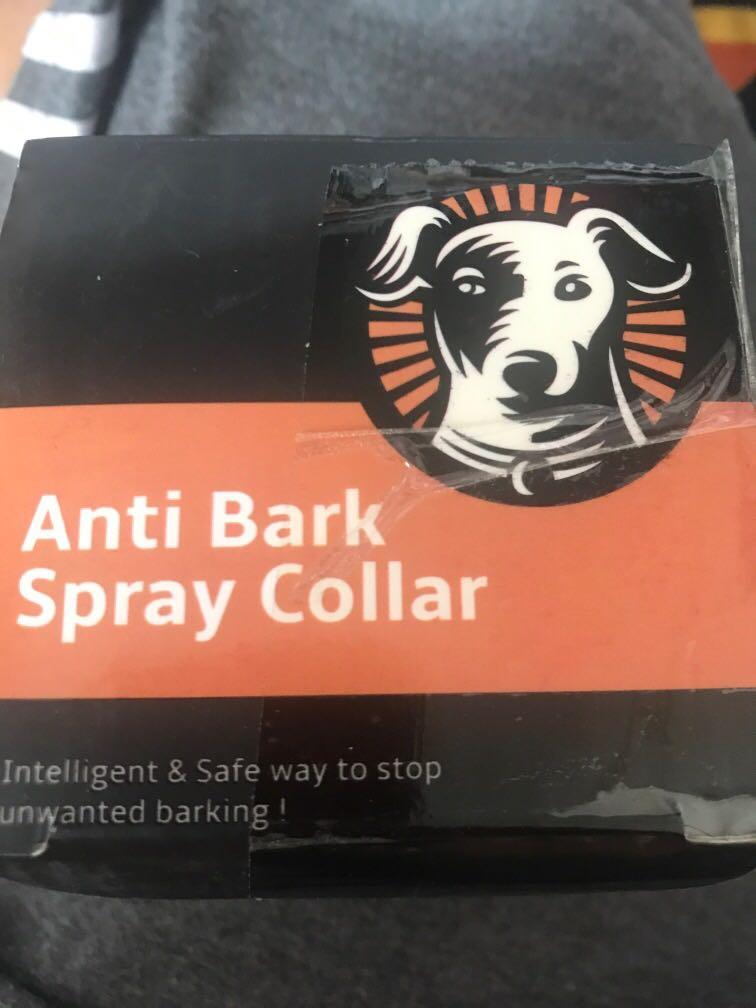 Anti Bark
Spray Collar
Intelligent & Safe way to stop
unwanted barking !